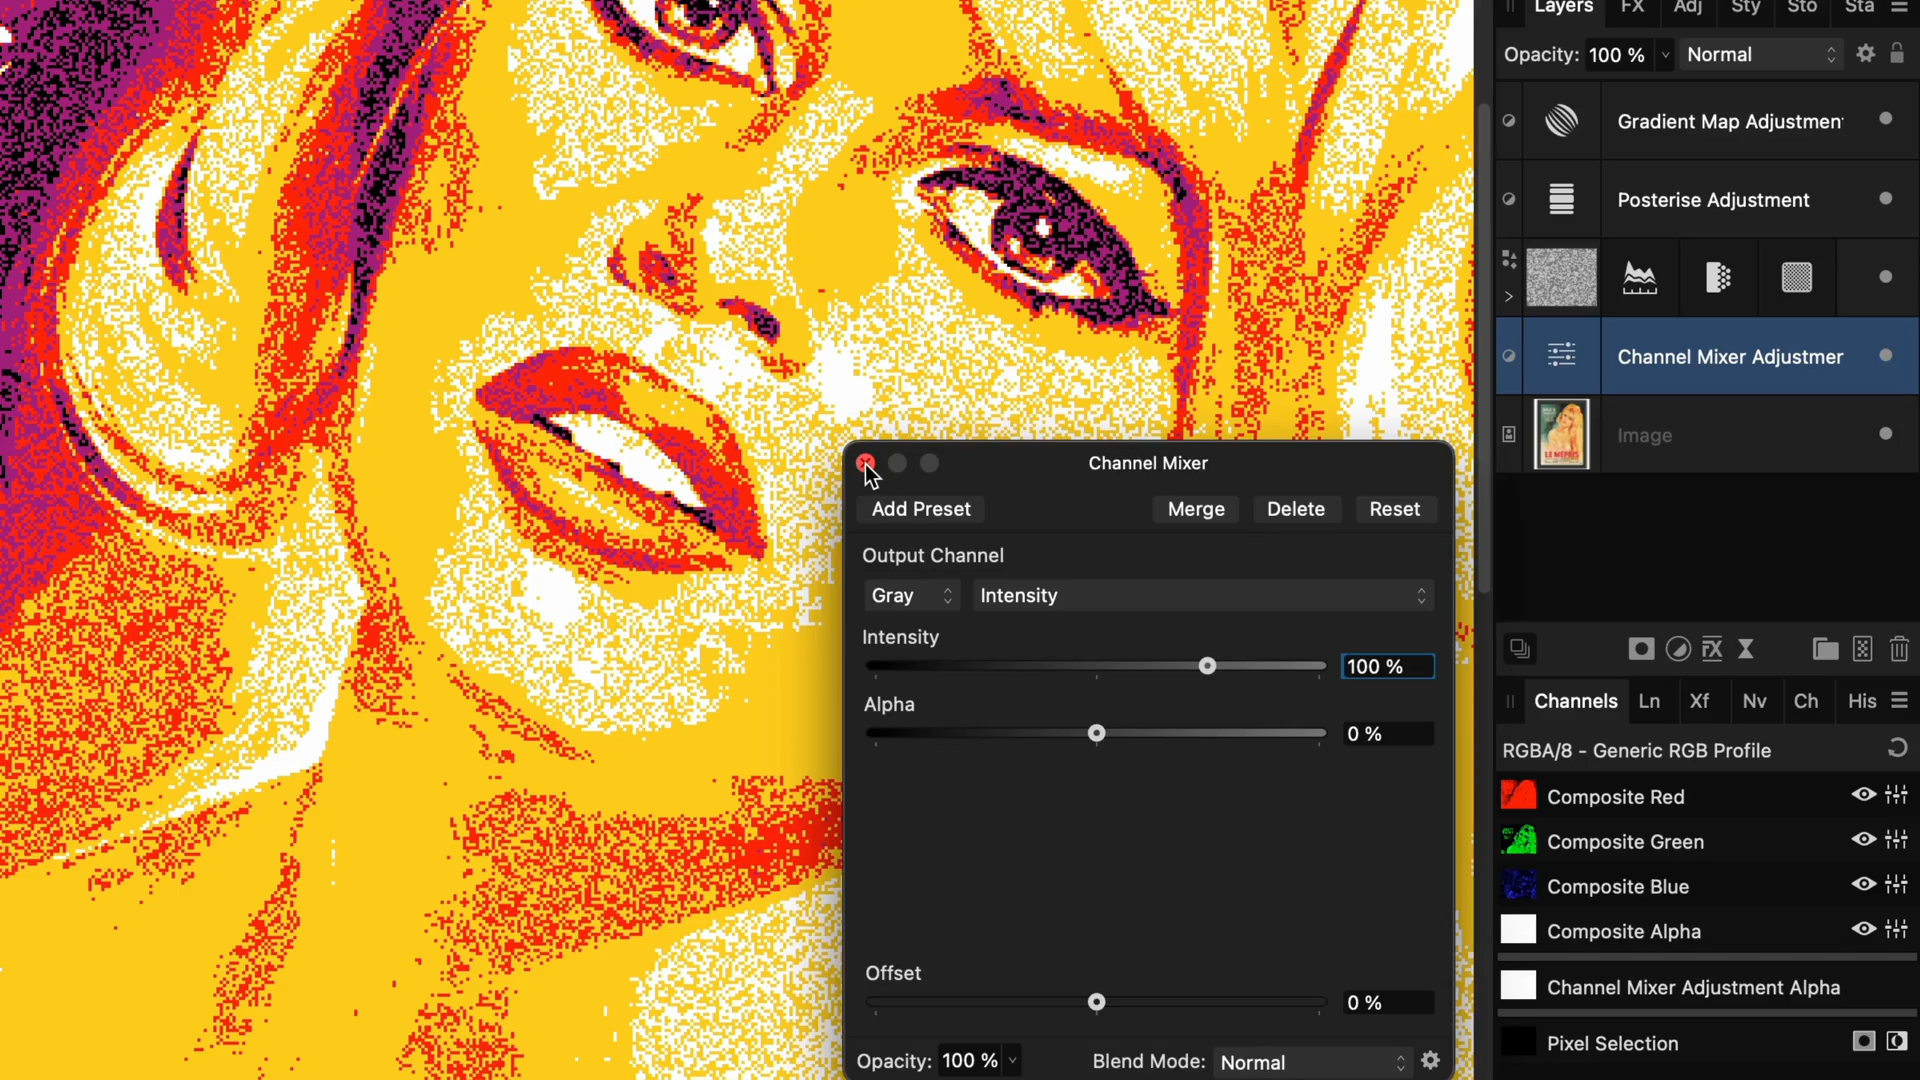 Layers FX Adj Sty Sto Sta
Opacity: 100 % Normal
Gradient Map Adjustmen
Posterise Adjustment
Channel Mixer Adjustmer
Image
Channel Mixer
Add Preset Merge Delete Reset
Output Channel
Gray Intensity
Intensity
100 %
Alpha
0 %
Offset
0 %
Opacity: 100 % Blend Mode: Normal
Channels Ln Xf Nv Ch His
RGBA/8 - Generic RGB Profile
Composite Red
Composite Green
Composite Blue
Composite Alpha
Channel Mixer Adjustment Alpha
Pixel Selection